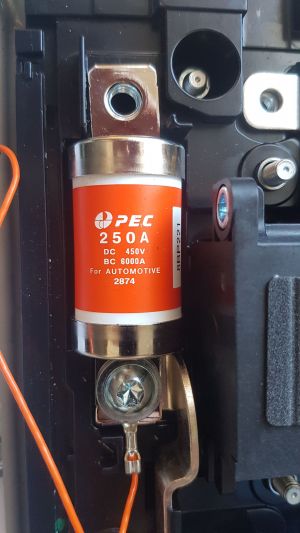 PEC
250A
DC 450V
BC 6000A
For AUTOMOTIVE
2874